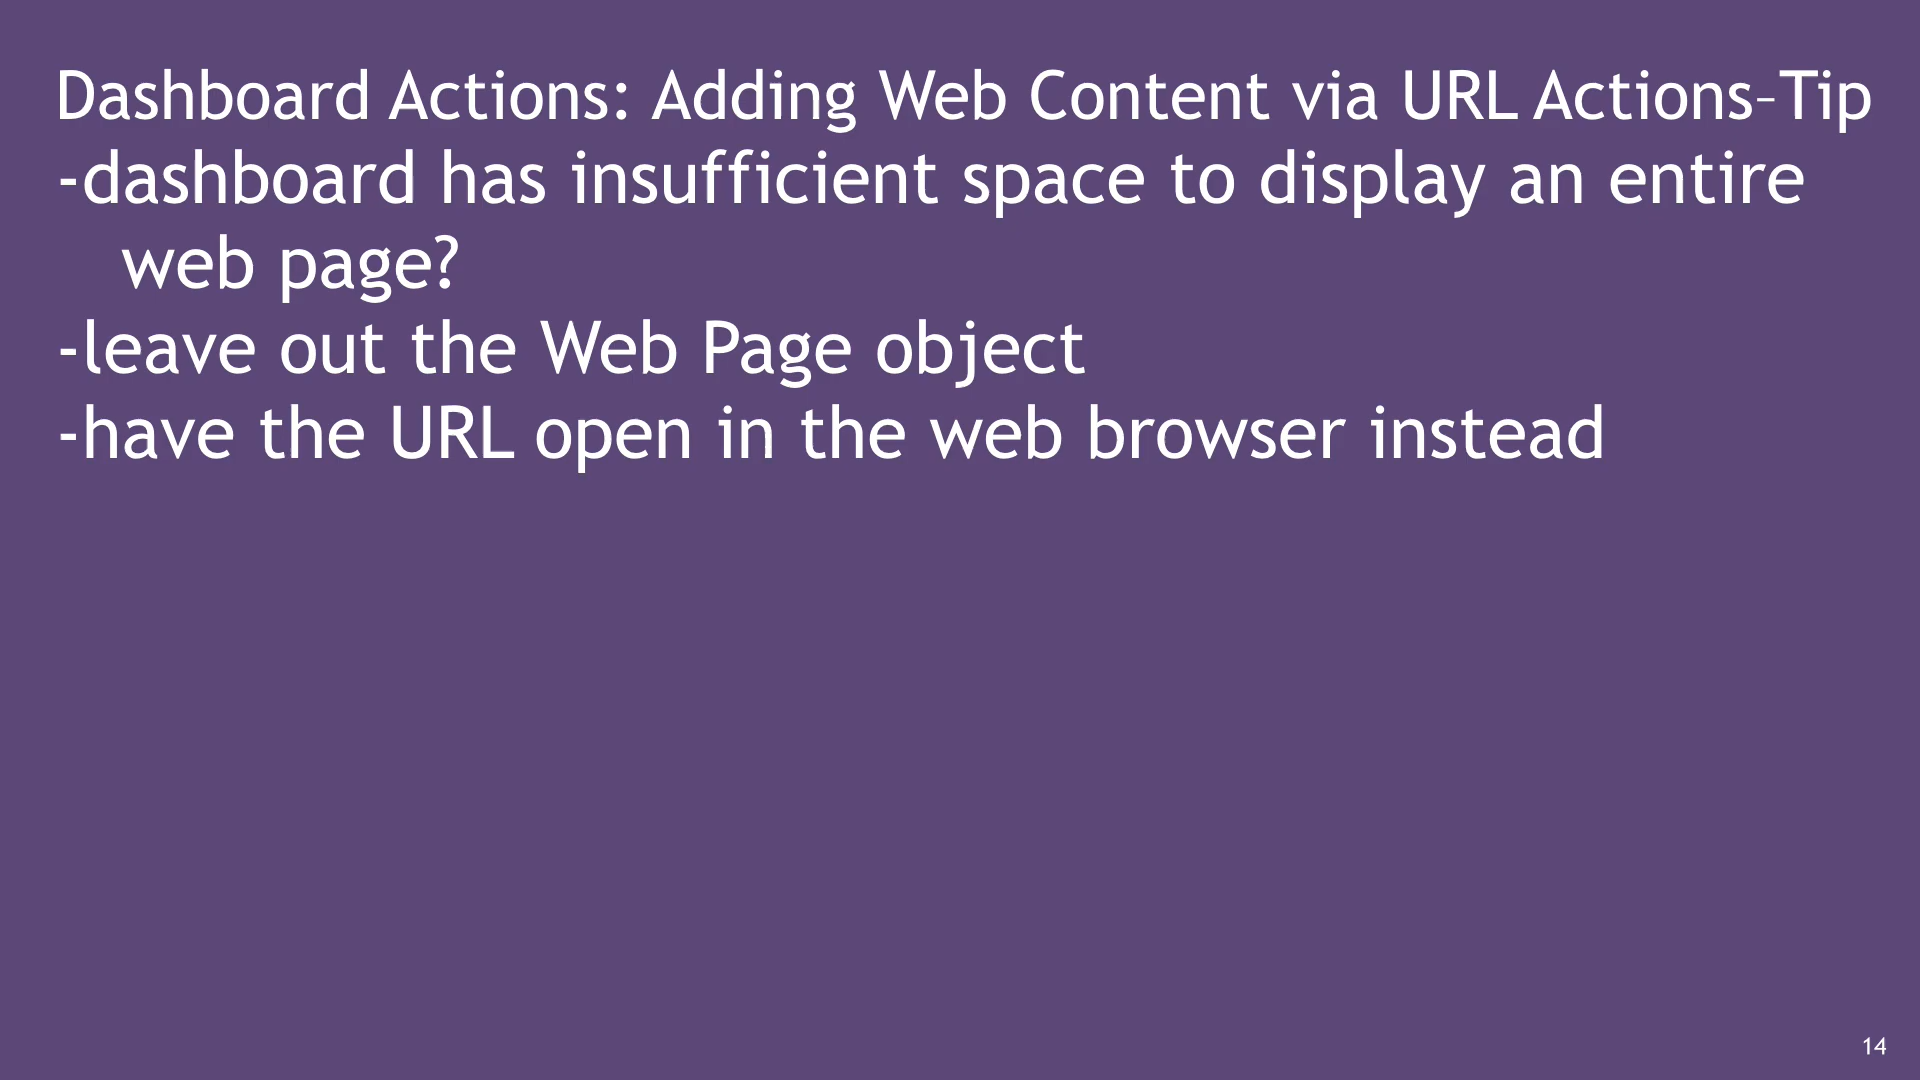 Dashboard Actions: Adding Web Content via URL Actions–Tip
-dashboard has insufficient space to display an entire
web page?
-leave out the Web Page object
-have the URL open in the web browser instead
14